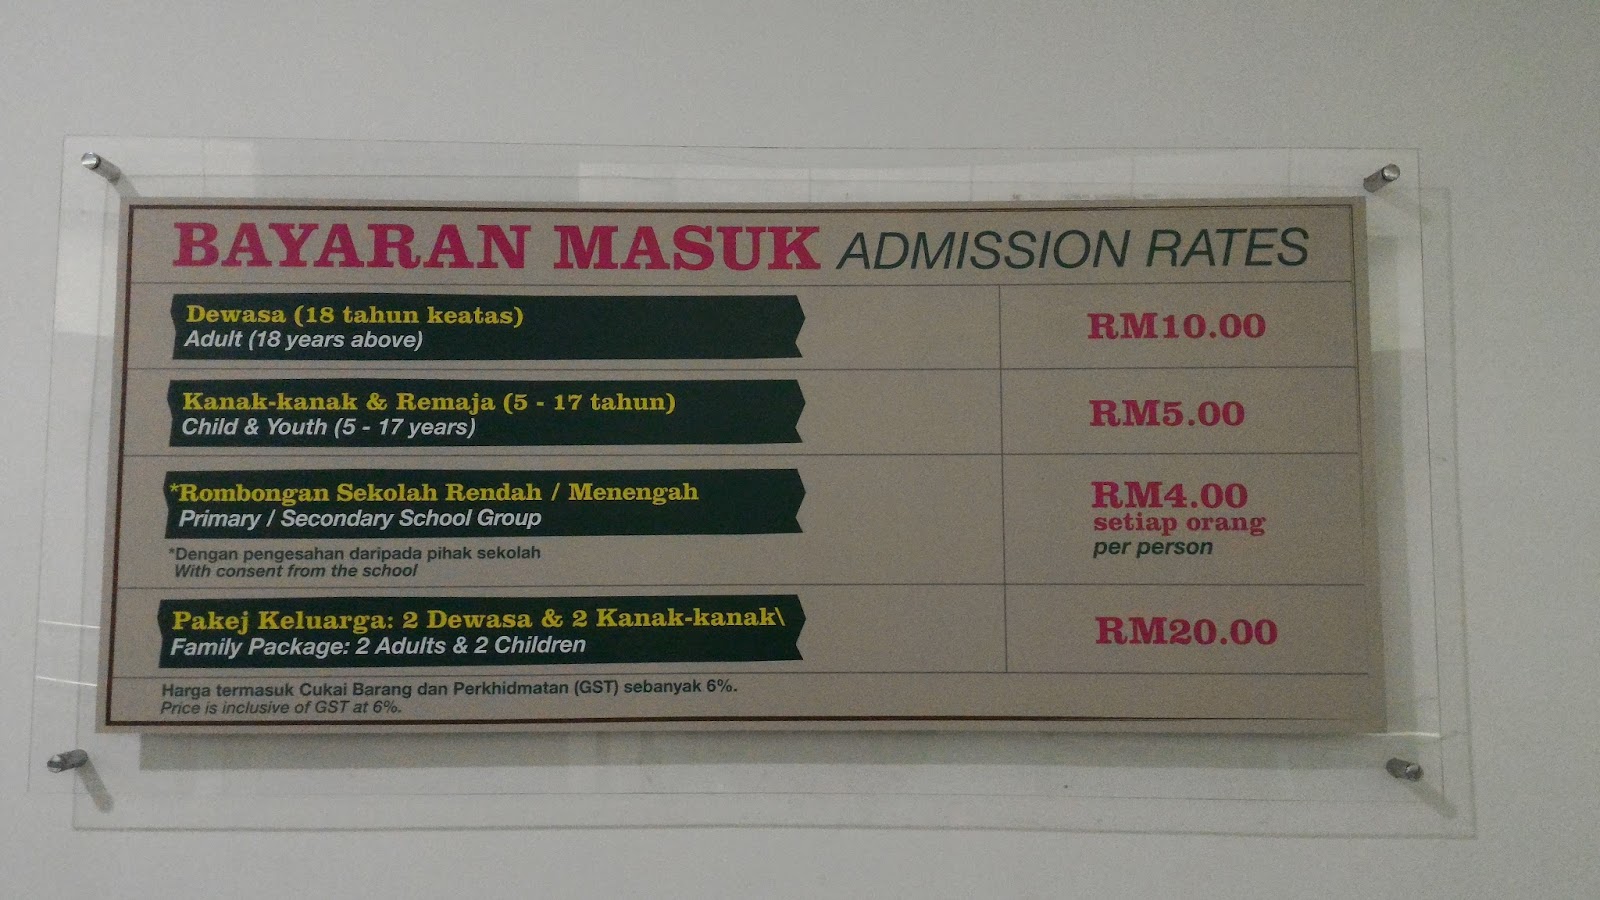 BAYARAN MASUK ADMISSION RATES
Dewasa (18 tahun keatas)
Adult (18 years above)
RM10.00
Kanak-kanak & Remaja (5 - 17 tahun)
Child & Youth (5 - 17 years)
RM5.00
*Rombongan Sekolah Rendah / Menengah
Primary / Secondary School Group
*Dengan pengesahan daripada pihak sekolah
With consent from the school
RM4.00
setiap orang
per person
Pakej Keluarga: 2 Dewasa & 2 Kanak-kanak\
Family Package: 2 Adults & 2 Children
RM20.00
Harga termasuk Cukai Barang dan Perkhidmatan (GST) sebanyak 6%.
Price is inclusive of GST at 6%.